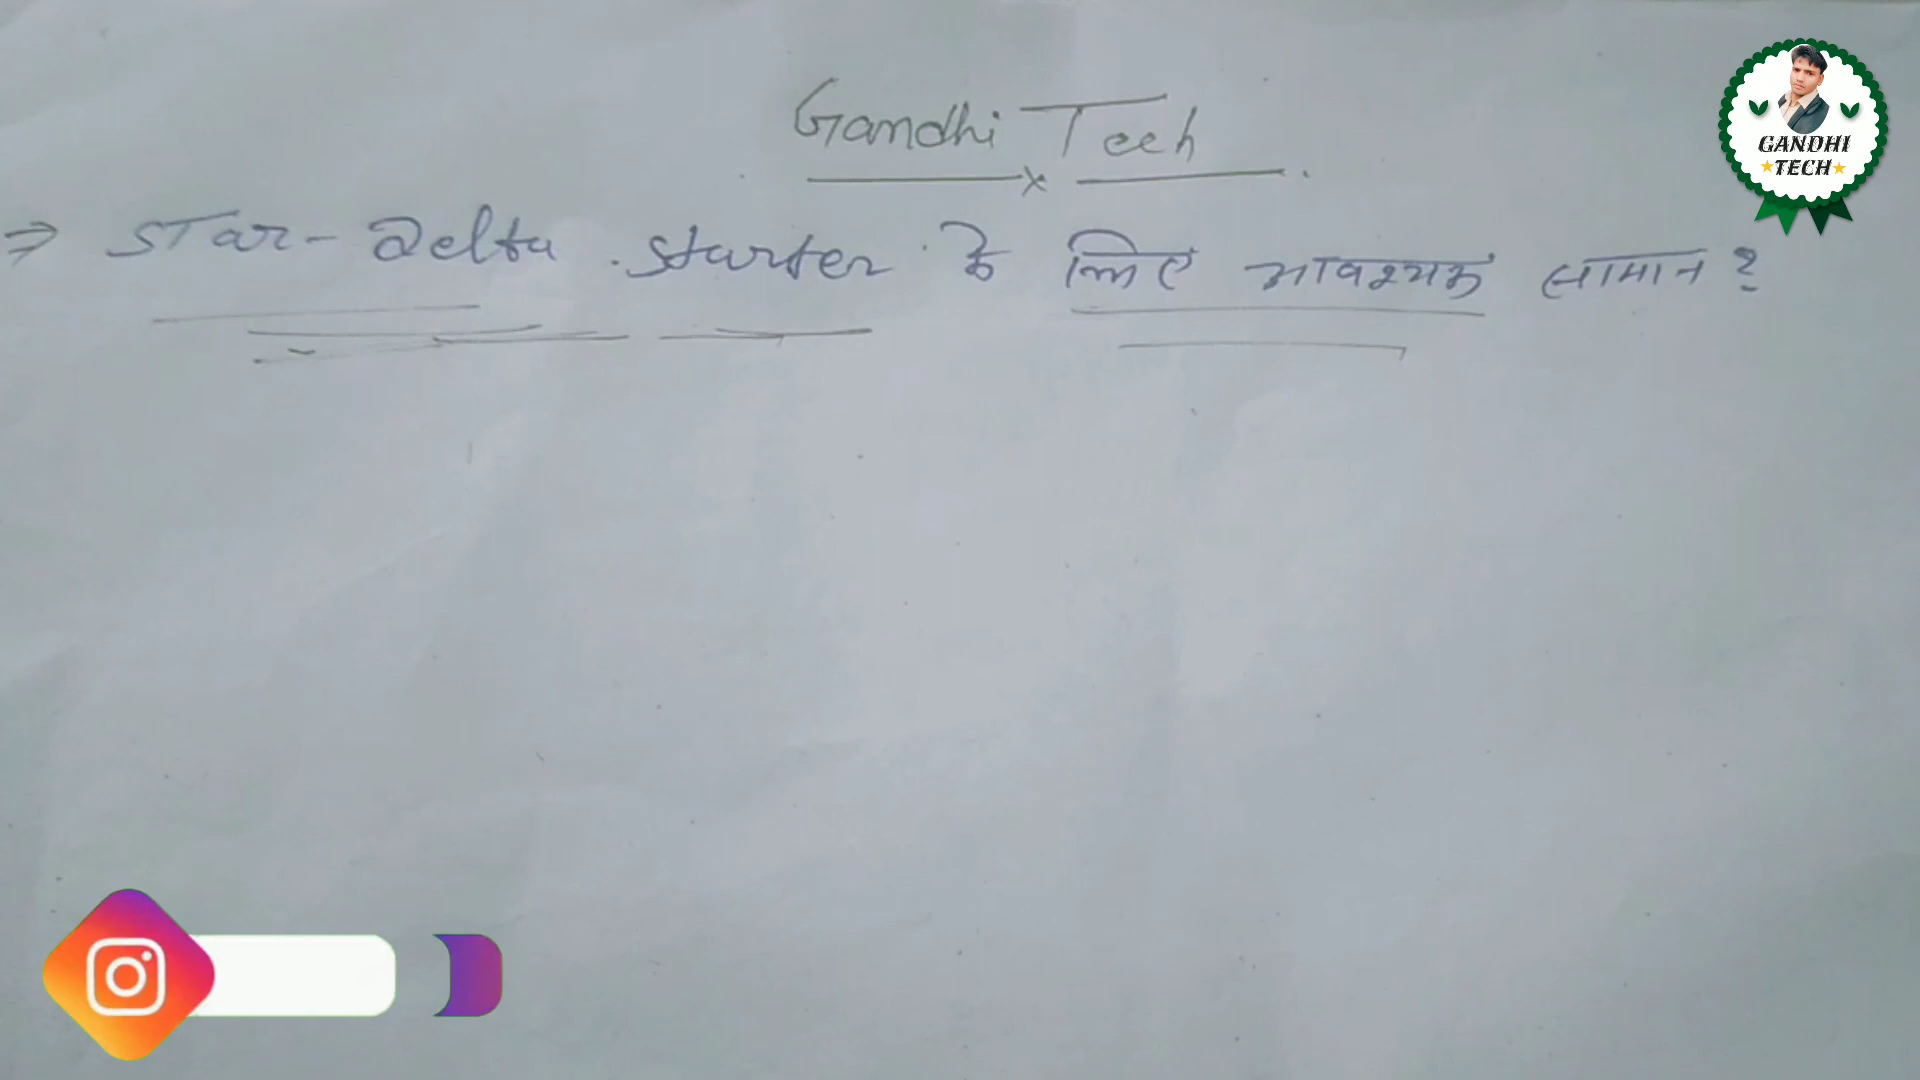 Gandhi Tech
⇒ Star-Delta starter के लिए आवश्यक सामान ?
GANDHI
TECH